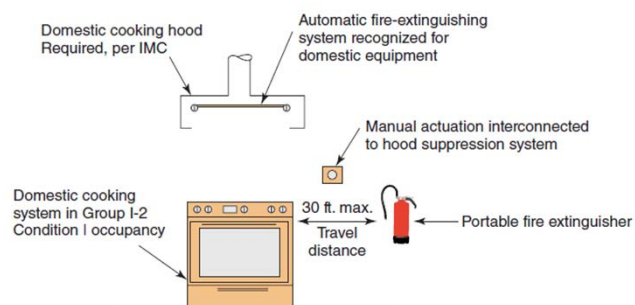 Domestic cooking hood
Required, per IMC
Automatic fire-extinguishing
system recognized for
domestic equipment
Manual actuation interconnected
to hood suppression system
Domestic cooking
system in Group I-2
Condition I occupancy
30 ft. max.
Travel
distance
Portable fire extinguisher